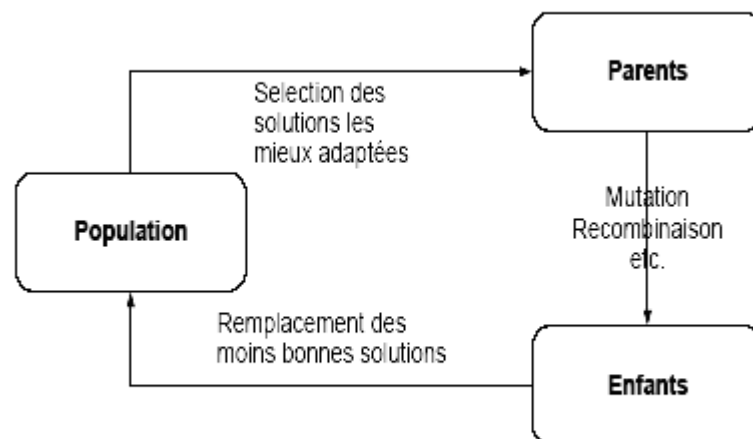 Parents
Selection des
solutions les
mieux adaptées
Mutation
Recombinaison
etc.
Population
Remplacement des
moins bonnes solutions
Enfants